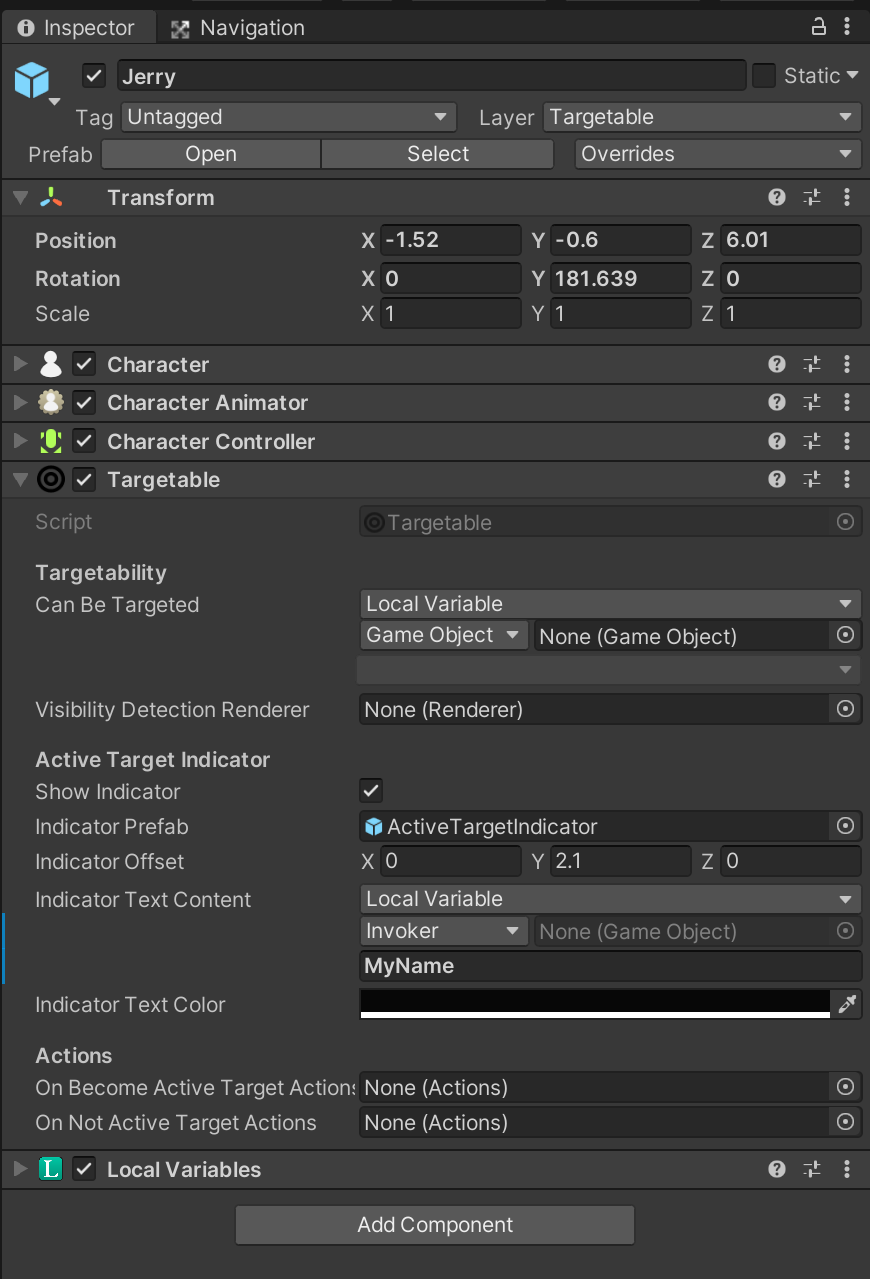 Inspector Navigation
Jerry Static
Tag Untagged Layer Targetable
Prefab Open Select Overrides
Transform
Position X -1.52 Y -0.6 Z 6.01
Rotation X 0 Y 181.639 Z 0
Scale X 1 Y 1 Z 1
Character
Character Animator
Character Controller
Targetable
Script Targetable
Targetability
Can Be Targeted Local Variable
Game Object None (Game Object)
Visibility Detection Renderer None (Renderer)
Active Target Indicator
Show Indicator
Indicator Prefab ActiveTargetIndicator
Indicator Offset X 0 Y 2.1 Z 0
Indicator Text Content Local Variable
Invoker None (Game Object)
MyName
Indicator Text Color
Actions
On Become Active Target Actions None (Actions)
On Not Active Target Actions None (Actions)
L Local Variables
Add Component